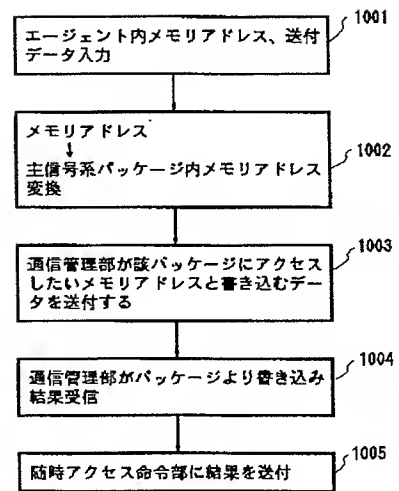 エージェント内メモリアドレス、送付
データ入力
1001
メモリアドレス
↓
主信号系パッケージ内メモリアドレス
変換
1002
通信管理部が該パッケージにアクセス
したいメモリアドレスと書き込むデー
タを送付する
1003
通信管理部がパッケージより書き込み
結果受信
1004
随時アクセス命令部に結果を送付
1005